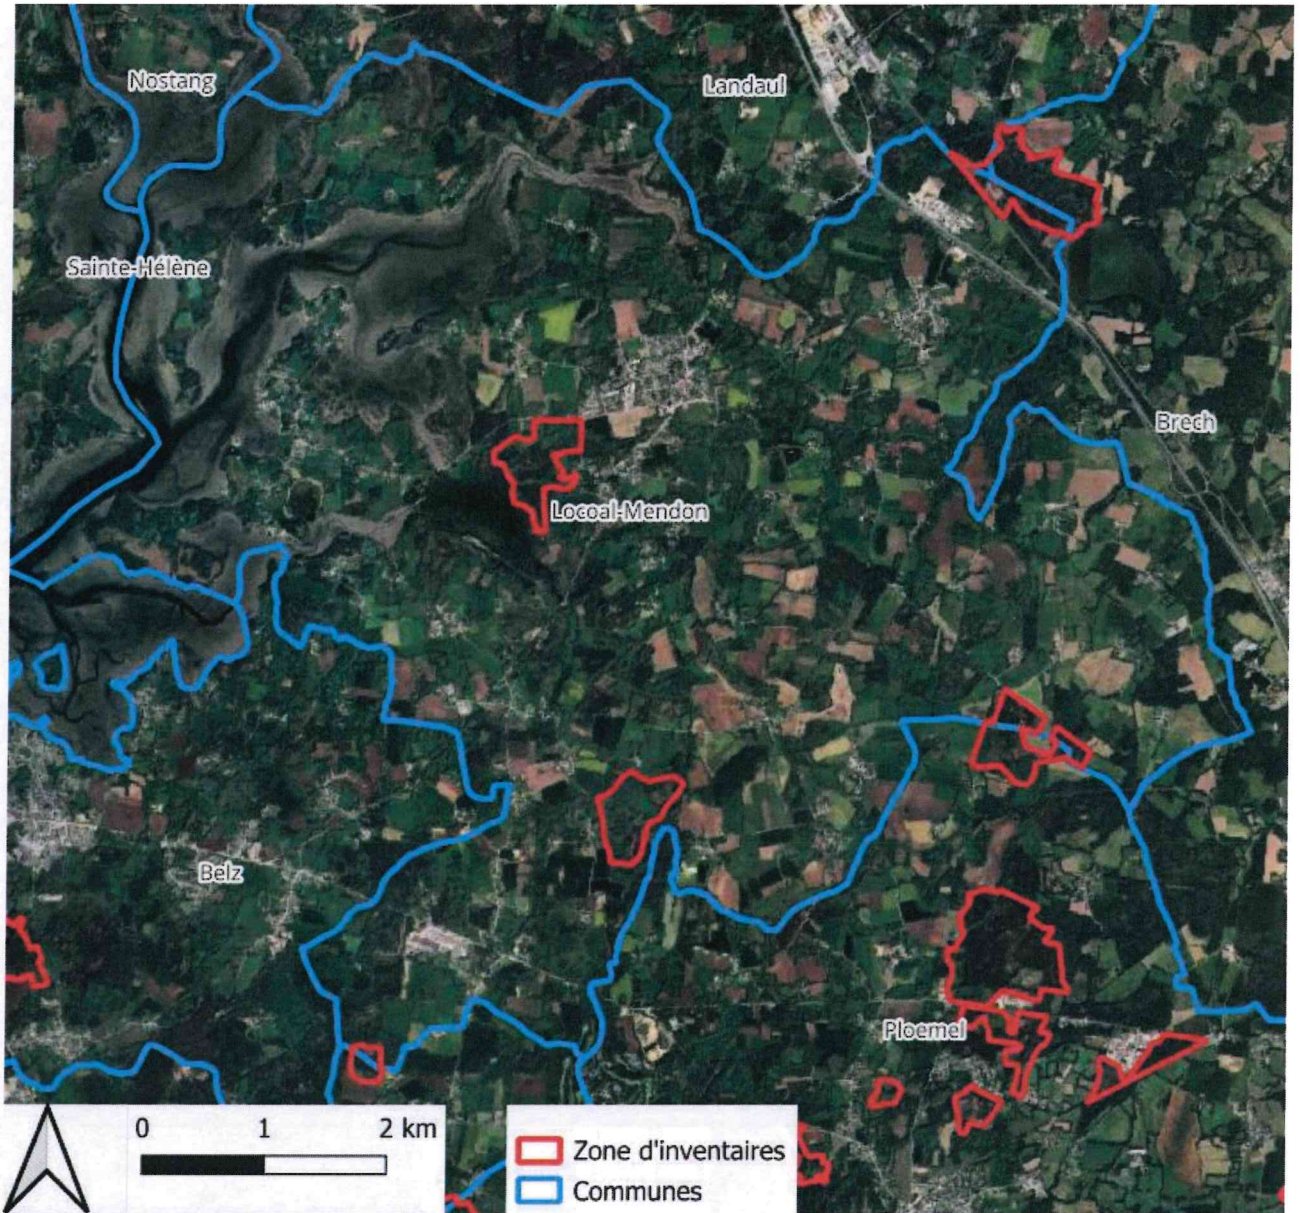 Nostang
Landaul
Sainte-Hélène
Brech
Locoal-Mendon
Belz
Ploemel
0 1 2 km
Zone d'inventaires
Communes